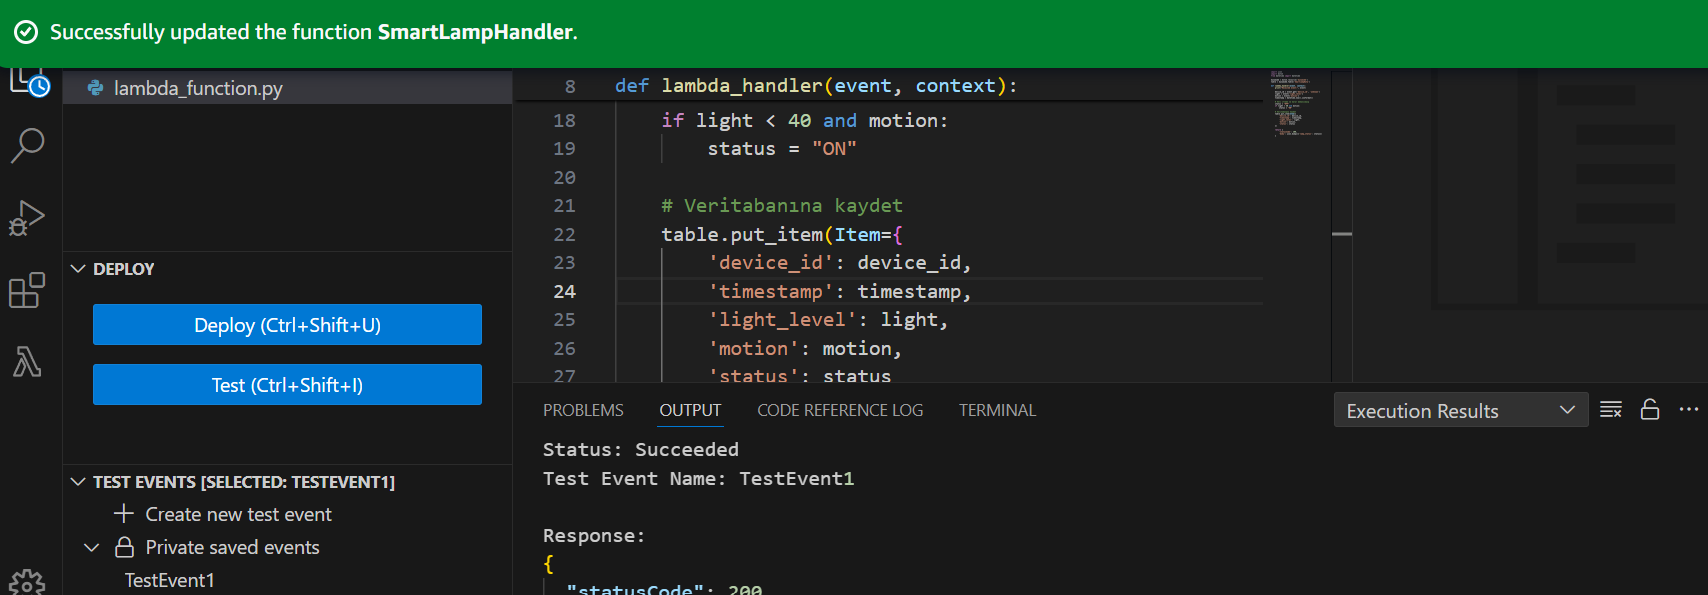 Successfully updated the function SmartLampHandler.
lambda_function.py
DEPLOY
Deploy (Ctrl+Shift+U)
Test (Ctrl+Shift+I)
TEST EVENTS [SELECTED: TESTEVENT1]
Create new test event
Private saved events
TestEvent1
8 def lambda_handler(event, context):
18 if light < 40 and motion:
19 status = "ON"
20
21 # Veritabanına kaydet
22 table.put_item(Item={
23 'device_id': device_id,
24 'timestamp': timestamp,
25 'light_level': light,
26 'motion': motion,
27 'status': status
PROBLEMS OUTPUT CODE REFERENCE LOG TERMINAL
Execution Results
Status: Succeeded
Test Event Name: TestEvent1
Response:
{
"statusCode": 200